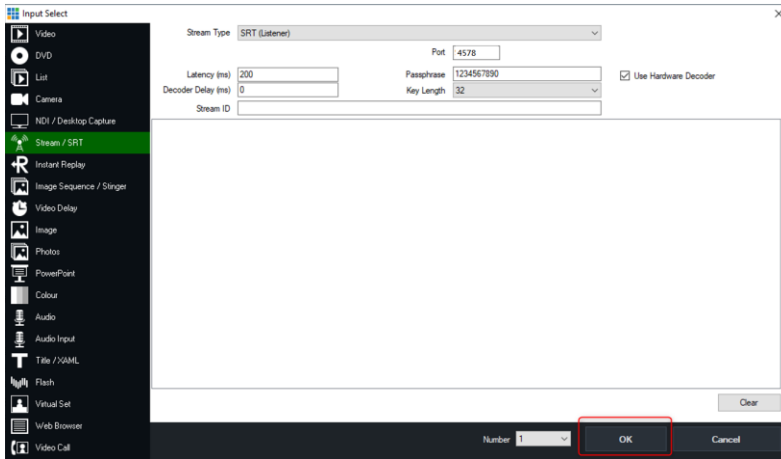 Input Select
Video
DVD
List
Camera
NDI / Desktop Capture
Stream / SRT
Instant Replay
Image Sequence / Stinger
Video Delay
Image
Photos
PowerPoint
Colour
Audio
Audio Input
Title / XAML
Flash
Virtual Set
Web Browser
Video Call
Stream Type SRT (Listener)
Port 4578
Latency (ms) 200 Passphrase 1234567890 Use Hardware Decoder
Decoder Delay (ms) 0 Key Length 32
Stream ID
Clear
Number 1 OK Cancel